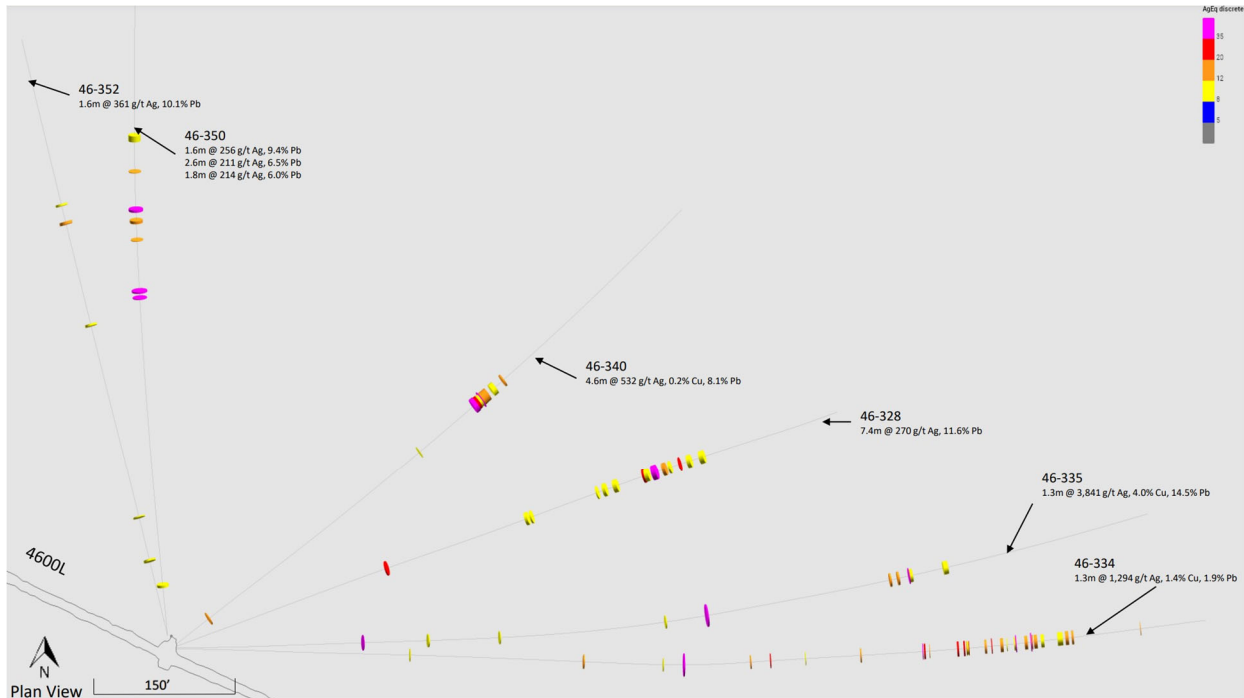 AgEq discrete
35
20
12
8
5
46-352
1.6m @ 361 g/t Ag, 10.1% Pb
46-350
1.6m @ 256 g/t Ag, 9.4% Pb
2.6m @ 211 g/t Ag, 6.5% Pb
1.8m @ 214 g/t Ag, 6.0% Pb
46-340
4.6m @ 532 g/t Ag, 0.2% Cu, 8.1% Pb
46-328
7.4m @ 270 g/t Ag, 11.6% Pb
46-335
1.3m @ 3,841 g/t Ag, 4.0% Cu, 14.5% Pb
46-334
1.3m @ 1,294 g/t Ag, 1.4% Cu, 1.9% Pb
4600L
N
Plan View
150’